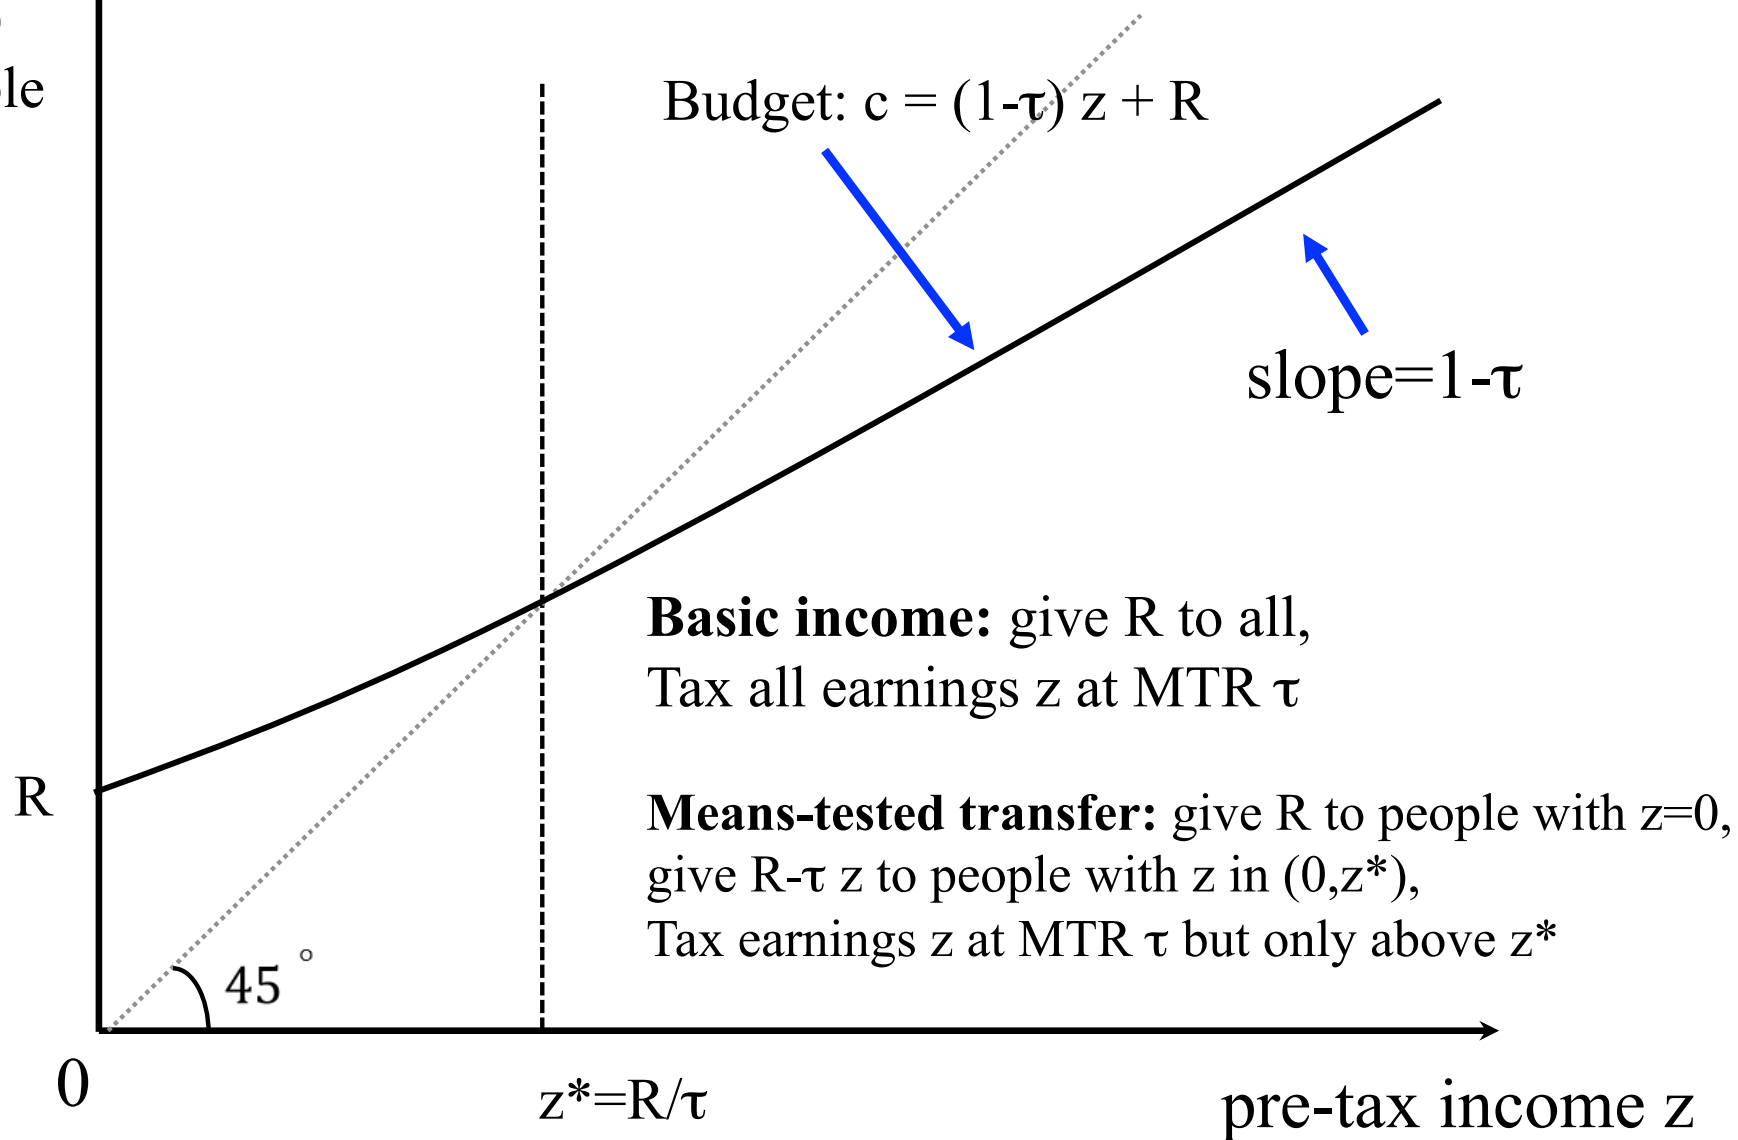 Budget: c = (1-τ) z + R
slope=1-τ
Basic income: give R to all,
Tax all earnings z at MTR τ
R
Means-tested transfer: give R to people with z=0,
give R-τ z to people with z in (0,z*),
Tax earnings z at MTR τ but only above z*
45°
0
z*=R/τ
pre-tax income z